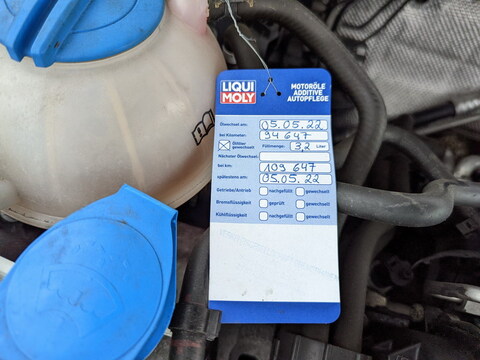 LIQUI
MOLY
MOTORÖLE
ADDITIVE
AUTOPFLEGE
Ölwechsel am: 05.05.22
bei Kilometer: 94 647
Ölfilter gewechselt Füllmenge: 3,2 Liter
Nächster Ölwechsel:
bei km: 109 647
spätestens am: 05.05.22
Getriebe/Antrieb nachgefüllt gewechselt
Bremsflüssigkeit geprüft gewechselt
Kühlflüssigkeit nachgefüllt gewechselt